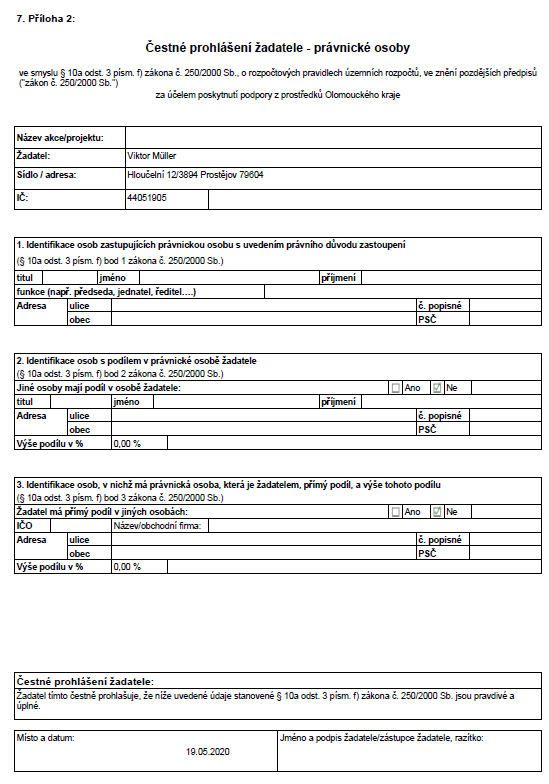 7. Příloha 2:
Čestné prohlášení žadatele - právnické osoby
ve smyslu § 10a odst. 3 písm. f) zákona č. 250/2000 Sb., o rozpočtových pravidlech územních rozpočtů, ve znění pozdějších předpisů
("zákon č. 250/2000 Sb.")
za účelem poskytnutí podpory z prostředků Olomouckého kraje
Název akce/projektu:
Žadatel: Viktor Müller
Sídlo / adresa: Hloučelní 12/3894 Prostějov 79604
IČ: 44051905
1. Identifikace osob zastupujících právnickou osobu s uvedením právního důvodu zastoupení
(§ 10a odst. 3 písm. f) bod 1 zákona č. 250/2000 Sb.)
titul jméno příjmení
funkce (např. předseda, jednatel, ředitel....)
Adresa ulice č. popisné
obec PSČ
2. Identifikace osob s podílem v právnické osobě žadatele
(§ 10a odst. 3 písm. f) bod 2 zákona č. 250/2000 Sb.)
Jiné osoby mají podíl v osobě žadatele: Ano Ne
titul jméno příjmení
Adresa ulice č. popisné
obec PSČ
Výše podílu v % 0,00 %
3. Identifikace osob, v nichž má právnická osoba, která je žadatelem, přímý podíl, a výše tohoto podílu
(§ 10a odst. 3 písm. f) bod 3 zákona č. 250/2000 Sb.)
Žadatel má přímý podíl v jiných osobách: Ano Ne
IČO Název/obchodní firma:
Adresa ulice č. popisné
obec PSČ
Výše podílu v % 0,00 %
Čestné prohlášení žadatele:
Žadatel tímto čestně prohlašuje, že níže uvedené údaje stanovené § 10a odst. 3 písm. f) zákona č. 250/2000 Sb. jsou pravdivé a
úplné.
Místo a datum: Jméno a podpis žadatele/zástupce žadatele, razítko:
19.05.2020